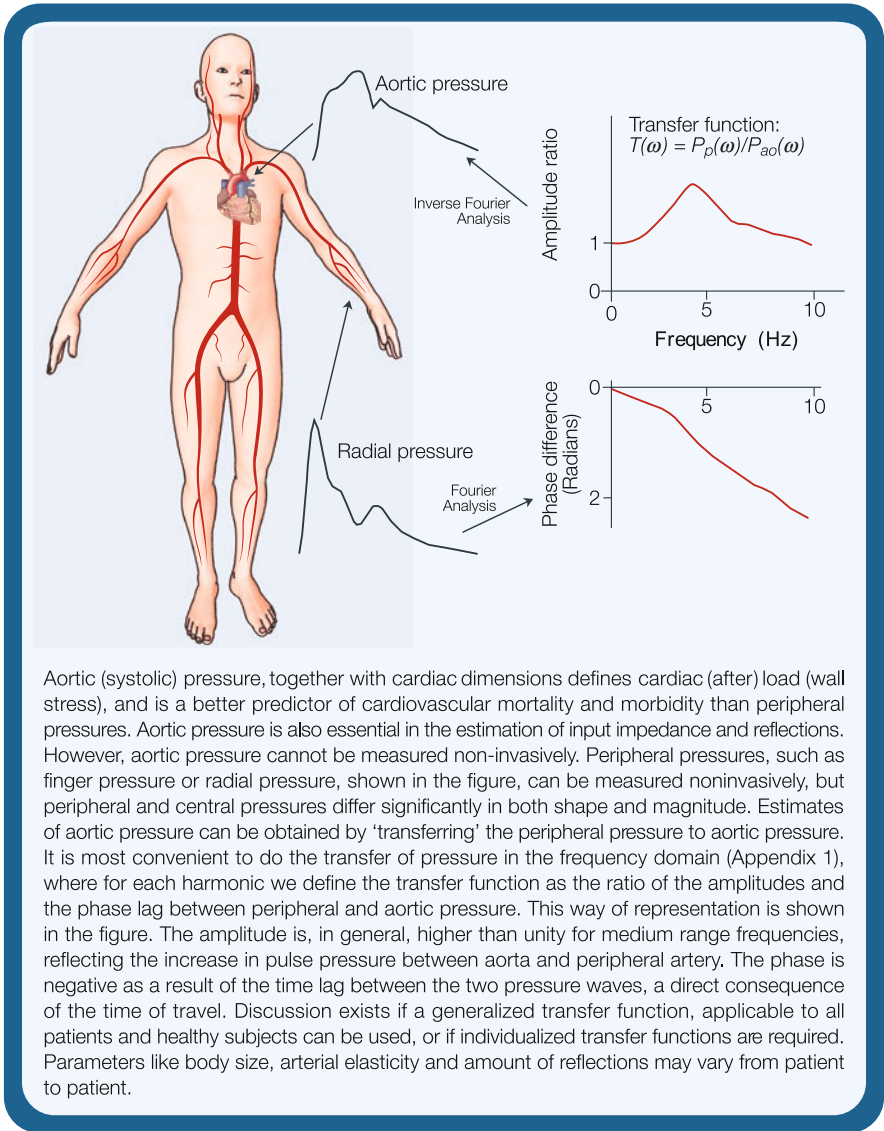 Aortic pressure
Transfer function:
T(ω) = Pp(ω)/Pao(ω)
Inverse Fourier
Analysis
Amplitude ratio
1
0
0
5
10
Frequency (Hz)
0
5
10
Phase difference
(Radians)
2
Radial pressure
Fourier
Analysis
Aortic (systolic) pressure, together with cardiac dimensions defines cardiac (after) load (wall
stress), and is a better predictor of cardiovascular mortality and morbidity than peripheral
pressures. Aortic pressure is also essential in the estimation of input impedance and reflections.
However, aortic pressure cannot be measured non-invasively. Peripheral pressures, such as
finger pressure or radial pressure, shown in the figure, can be measured noninvasively, but
peripheral and central pressures differ significantly in both shape and magnitude. Estimates
of aortic pressure can be obtained by ‘transferring’ the peripheral pressure to aortic pressure.
It is most convenient to do the transfer of pressure in the frequency domain (Appendix 1),
where for each harmonic we define the transfer function as the ratio of the amplitudes and
the phase lag between peripheral and aortic pressure. This way of representation is shown
in the figure. The amplitude is, in general, higher than unity for medium range frequencies,
reflecting the increase in pulse pressure between aorta and peripheral artery. The phase is
negative as a result of the time lag between the two pressure waves, a direct consequence
of the time of travel. Discussion exists if a generalized transfer function, applicable to all
patients and healthy subjects can be used, or if individualized transfer functions are required.
Parameters like body size, arterial elasticity and amount of reflections may vary from patient
to patient.